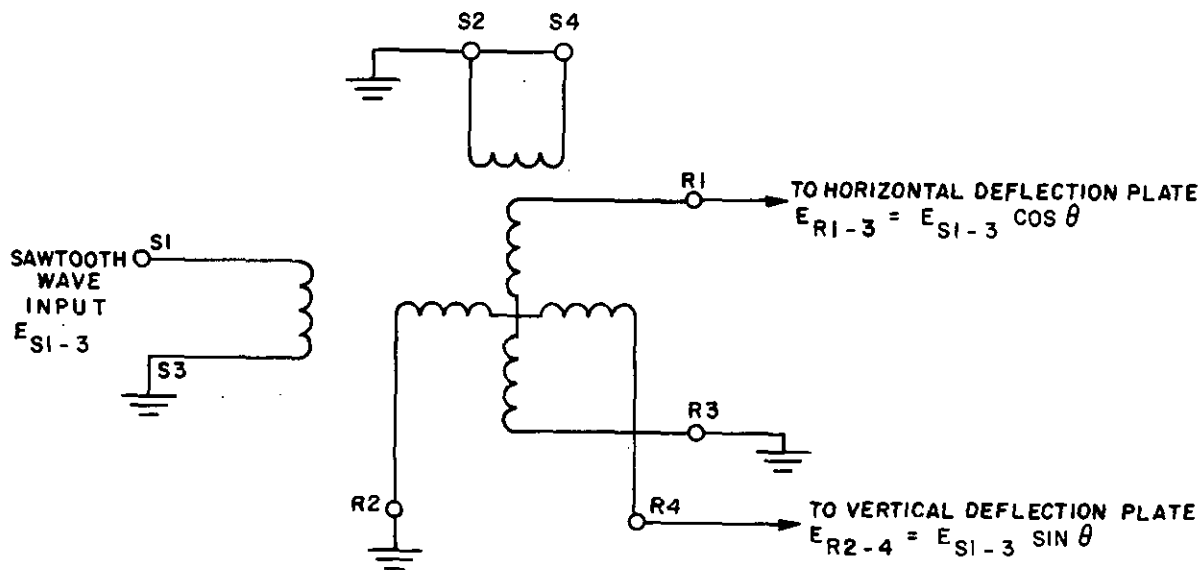 S2
S4
R1
TO HORIZONTAL DEFLECTION PLATE
E R1-3 = E S1-3 COS θ
S1
SAWTOOTH
WAVE
INPUT
E S1-3
S3
R3
R2
R4
TO VERTICAL DEFLECTION PLATE
E R2-4 = E S1-3 SIN θ